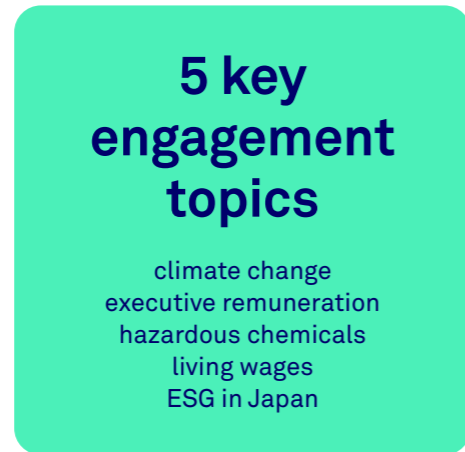 5 key
engagement
topics
climate change
executive remuneration
hazardous chemicals
living wages
ESG in Japan